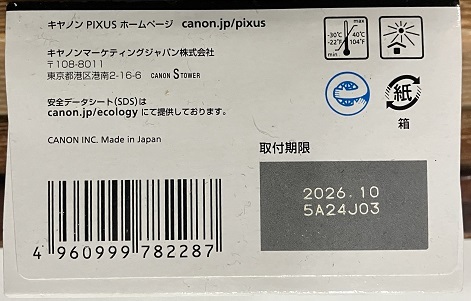 キヤノン PIXUS ホームページ canon.jp/pixus
キヤノンマーケティングジャパン株式会社
〒108-8011
東京都港区港南2-16-6 CANON S TOWER
安全データシート(SDS)は
canon.jp/ecology にて提供しております。
CANON INC. Made in Japan
max
-30℃ 40℃
-22°F 104°F
min
紙
箱
取付期限
2026.10
5A24J03
4 960999 782287